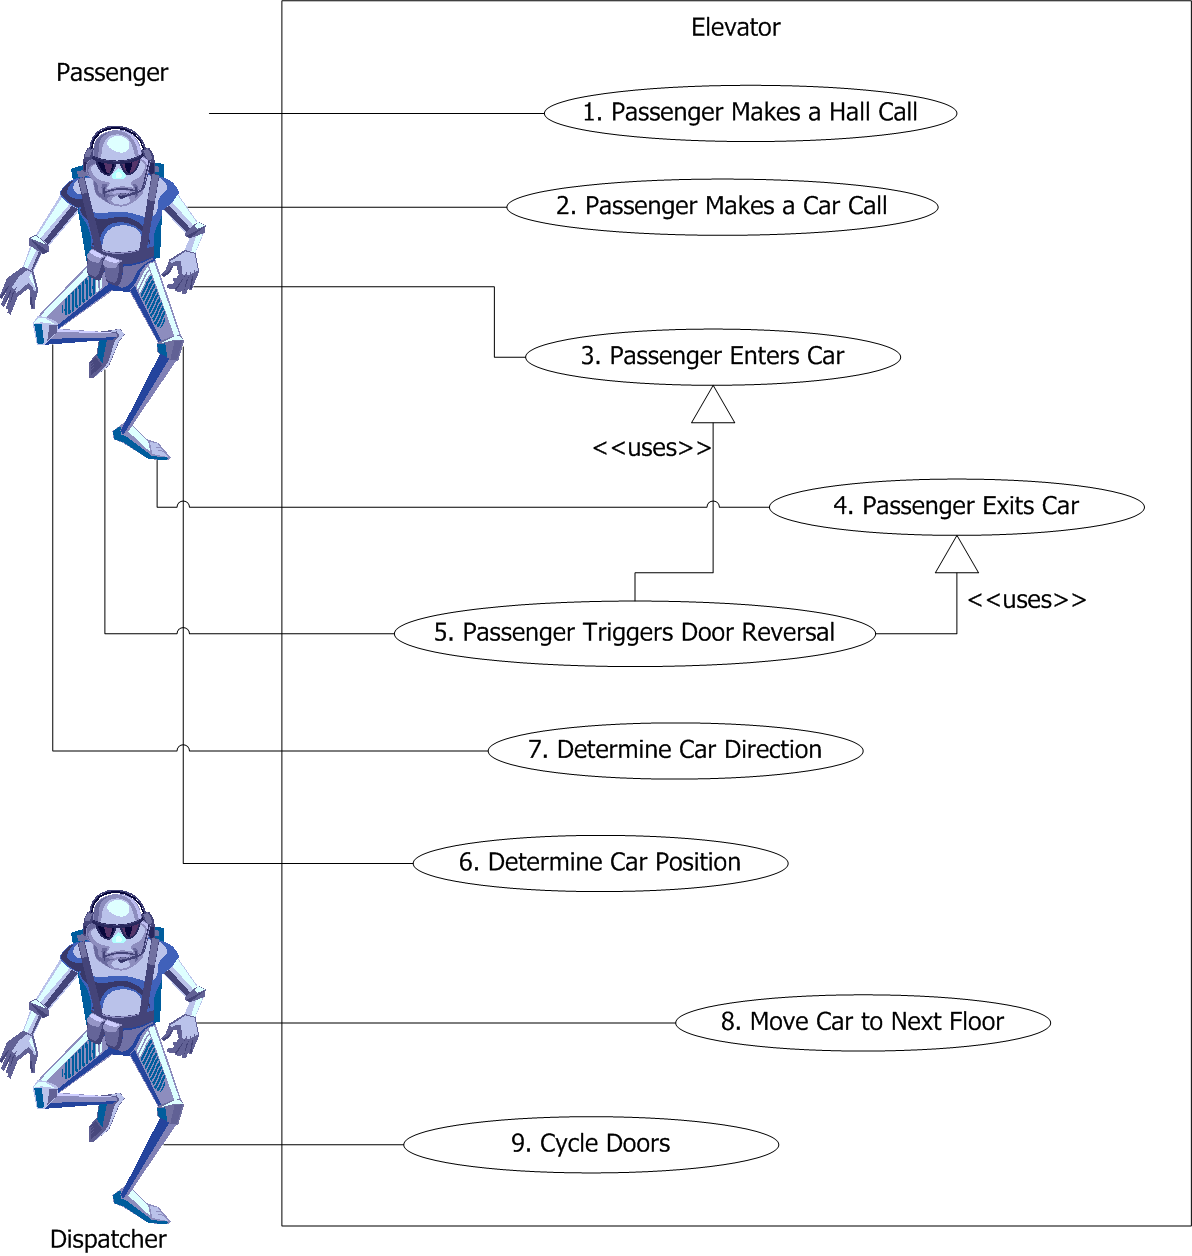 Elevator
Passenger
1. Passenger Makes a Hall Call
2. Passenger Makes a Car Call
3. Passenger Enters Car
<<uses>>
4. Passenger Exits Car
<<uses>>
5. Passenger Triggers Door Reversal
7. Determine Car Direction
6. Determine Car Position
8. Move Car to Next Floor
9. Cycle Doors
Dispatcher